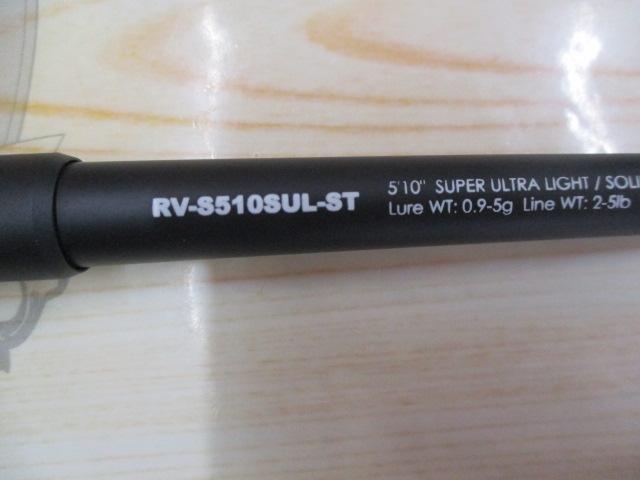 RV-S510SUL-ST
5'10" SUPER ULTRA LIGHT / SOLI
Lure WT: 0.9-5g Line WT: 2-5lb